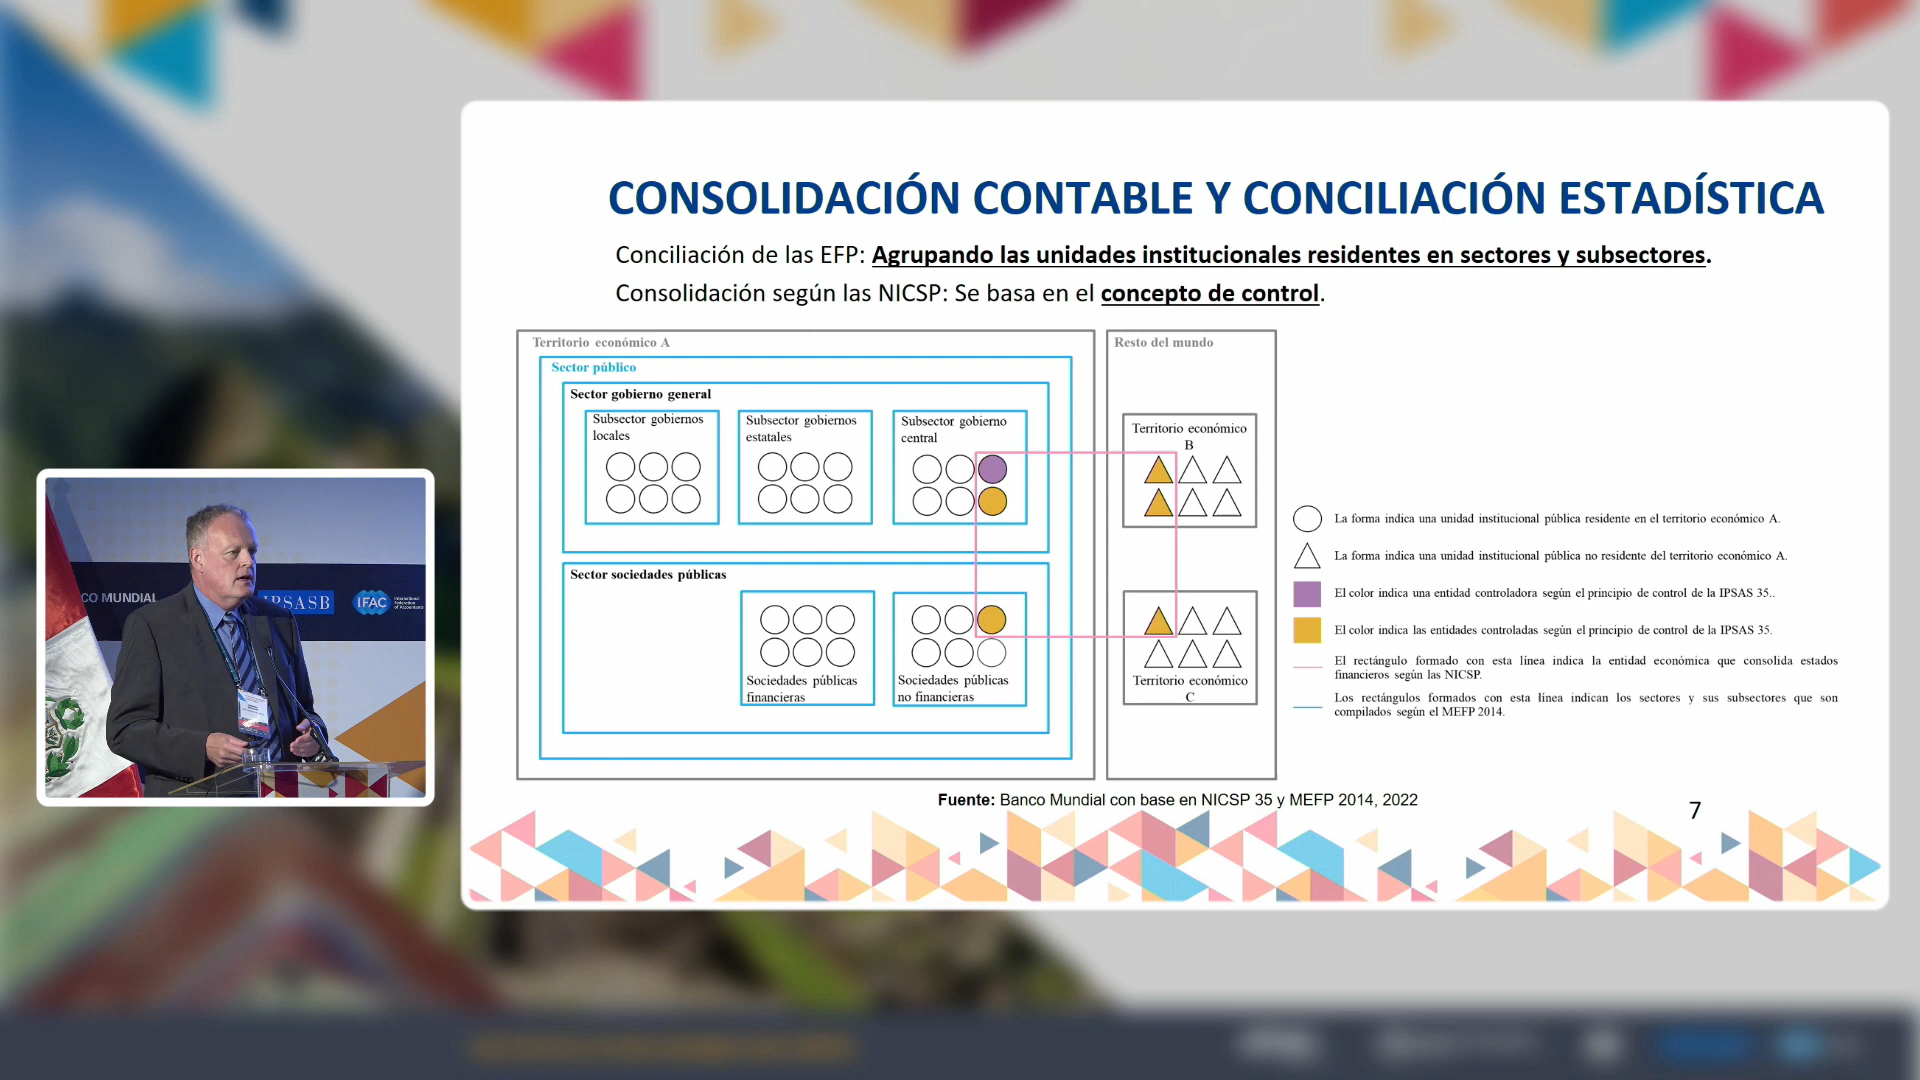 CONSOLIDACIÓN CONTABLE Y CONCILIACIÓN ESTADÍSTICA
Conciliación de las EFP: Agrupando las unidades institucionales residentes en sectores y subsectores.
Consolidación según las NICSP: Se basa en el concepto de control.
Territorio económico A
Sector público
Sector gobierno general
Subsector gobiernos
locales
Subsector gobiernos
estatales
Subsector gobierno
central
Sector sociedades públicas
Sociedades públicas
financieras
Sociedades públicas
no financieras
Resto del mundo
Territorio económico
B
Territorio económico
C
La forma indica una unidad institucional pública residente en el territorio económico A.
La forma indica una unidad institucional pública no residente del territorio económico A.
El color indica una entidad controladora según el principio de control de la IPSAS 35..
El color indica las entidades controladas según el principio de control de la IPSAS 35.
El rectángulo formado con esta línea indica la entidad económica que consolida estados
financieros según las NICSP.
Los rectángulos formados con esta línea indican los sectores y sus subsectores que son
compilados según el MEFP 2014.
Fuente: Banco Mundial con base en NICSP 35 y MEFP 2014, 2022
7
CO MUNDIAL
IPSASB
IFAC
International
Federation
of Accountants